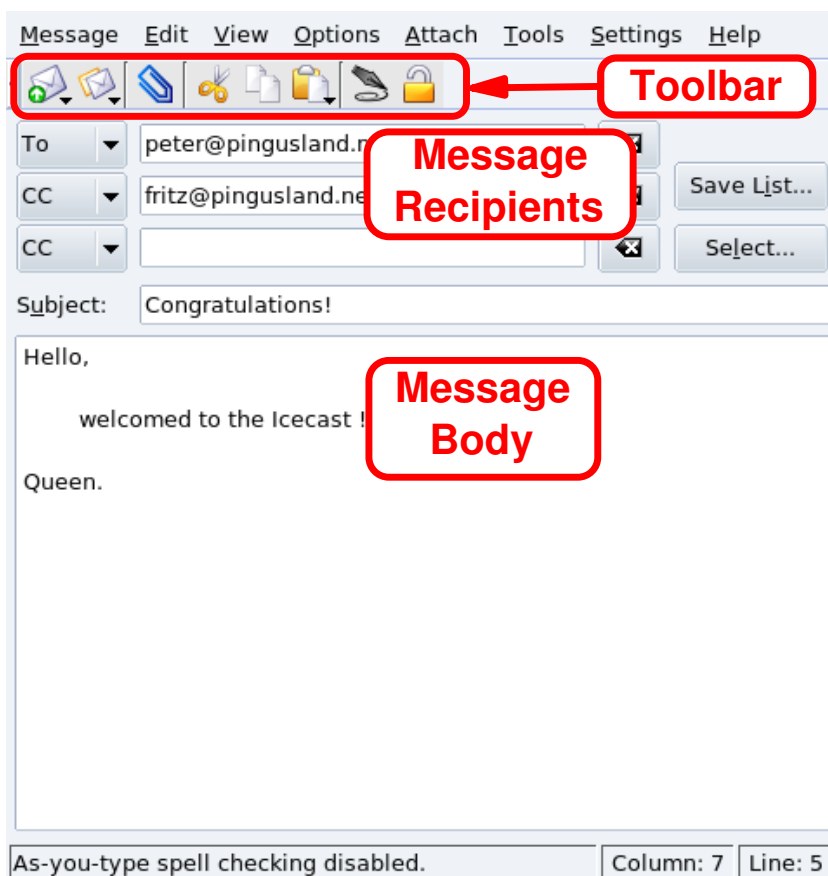 Message Edit View Options Attach Tools Settings Help
Toolbar
To peter@pingusland.n
Message
Recipients
CC fritz@pingusland.ne
Save List...
CC
Select...
Subject: Congratulations!
Hello,
welcomed to the Icecast !
Message
Body
Queen.
As-you-type spell checking disabled. Column: 7 Line: 5